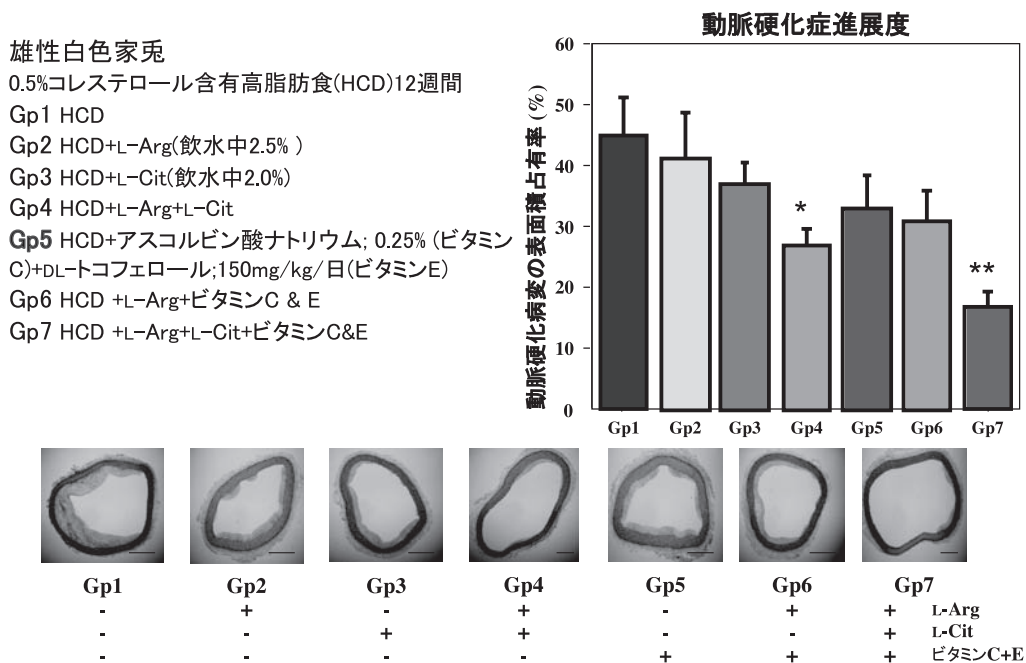 雄性白色家兎
0.5%コレステロール含有高脂肪食(HCD)12週間
Gp1 HCD
Gp2 HCD+L-Arg(飲水中2.5% )
Gp3 HCD+L-Cit(飲水中2.0%)
Gp4 HCD+L-Arg+L-Cit
Gp5 HCD+アスコルビン酸ナトリウム; 0.25% (ビタミン
C)+DL-トコフェロール;150mg/kg/日(ビタミンE)
Gp6 HCD +L-Arg+ビタミンC & E
Gp7 HCD +L-Arg+L-Cit+ビタミンC&E
動脈硬化症進展度
動脈硬化病変の表面積占有率 (%)
60
50
40
30
20
10
0
* **
Gp1 Gp2 Gp3 Gp4 Gp5 Gp6 Gp7
Gp1 Gp2 Gp3 Gp4 Gp5 Gp6 Gp7
- + - + - + + L-Arg
- - + + - - + L-Cit
- - - - + + + ビタミンC+E